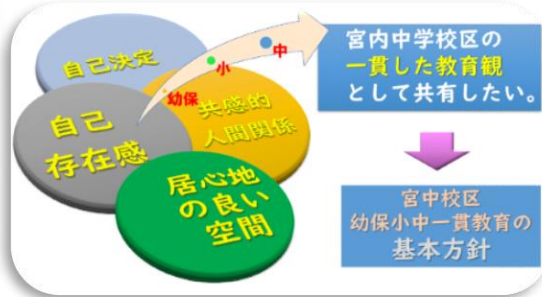 自己決定
自己
存在感
共感的
人間関係
居心地
の良い
空間
幼保
小
中
宮内中学校区の
一貫した教育観
として共有したい。
宮中校区
幼保小中一貫教育の
基本方針